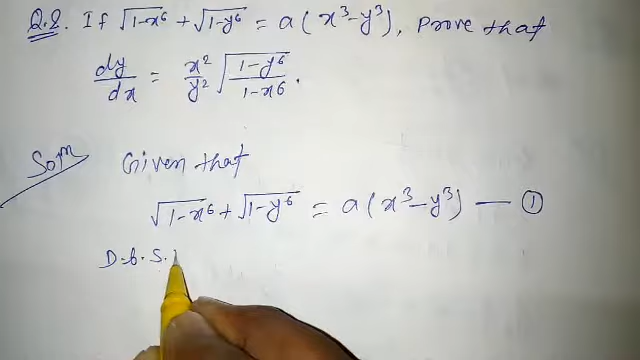 Q.2. If √1-x⁶ + √1-y⁶ = a(x³-y³), Prove that
dy/dx = x²/y² √1-y⁶/1-x⁶.
Solⁿ Given that
√1-x⁶ + √1-y⁶ = a(x³-y³) — ①
D.b.S.